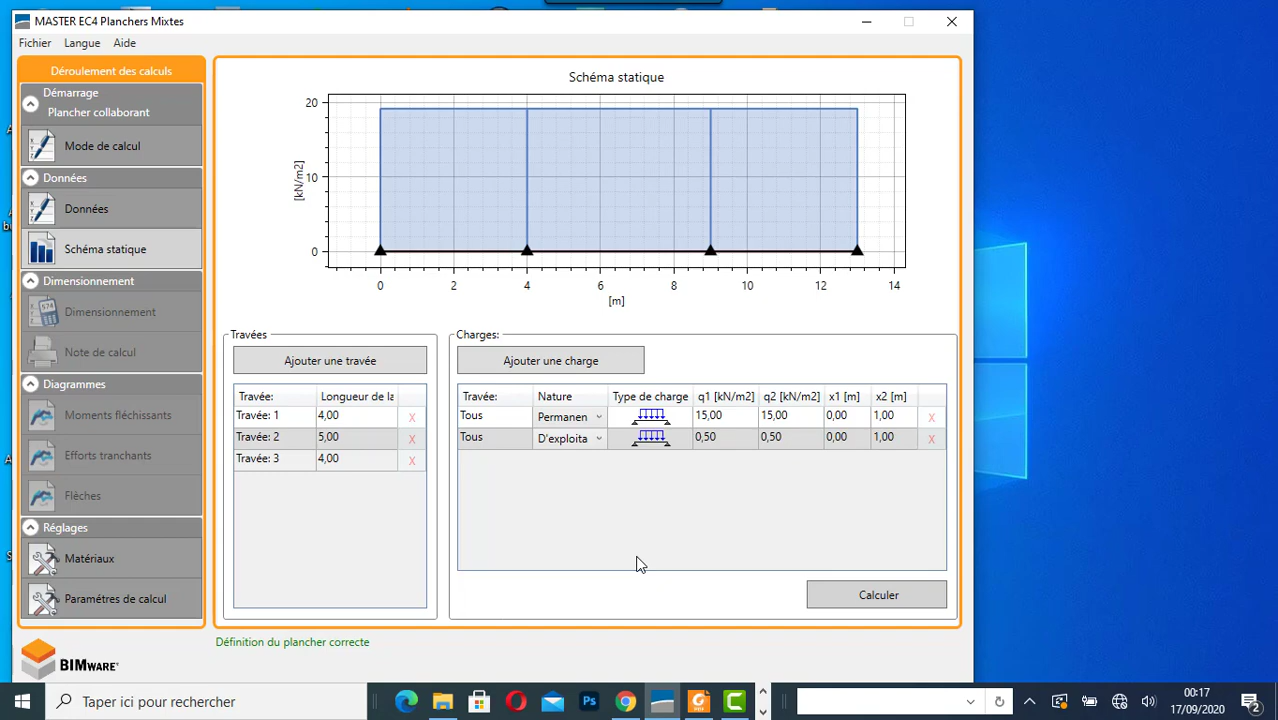 MASTER EC4 Planchers Mixtes
Fichier Langue Aide
Déroulement des calculs
Démarrage
Plancher collaborant
Mode de calcul
Données
Données
Schéma statique
Dimensionnement
Dimensionnement
Note de calcul
Diagrammes
Moments fléchissants
Efforts tranchants
Flèches
Réglages
Matériaux
Paramétres de calcul
BIMware
Schéma statique
20
10
0
[kN/m2]
0 2 4 6 8 10 12 14
[m]
Travées
Ajouter une travée
Travée: Longueur de la
Travée: 1 4,00 X
Travée: 2 5,00 X
Travée: 3 4,00 X
Charges:
Ajouter une charge
Travée: Nature Type de charge q1 [kN/m2] q2 [kN/m2] x1 [m] x2 [m]
Tous Permanen 15,00 15,00 0,00 1,00 X
Tous D'exploita 0,50 0,50 0,00 1,00 X
Calculer
Définition du plancher correcte
Taper ici pour rechercher
Ps
PDF
00:17
17/09/2020
2